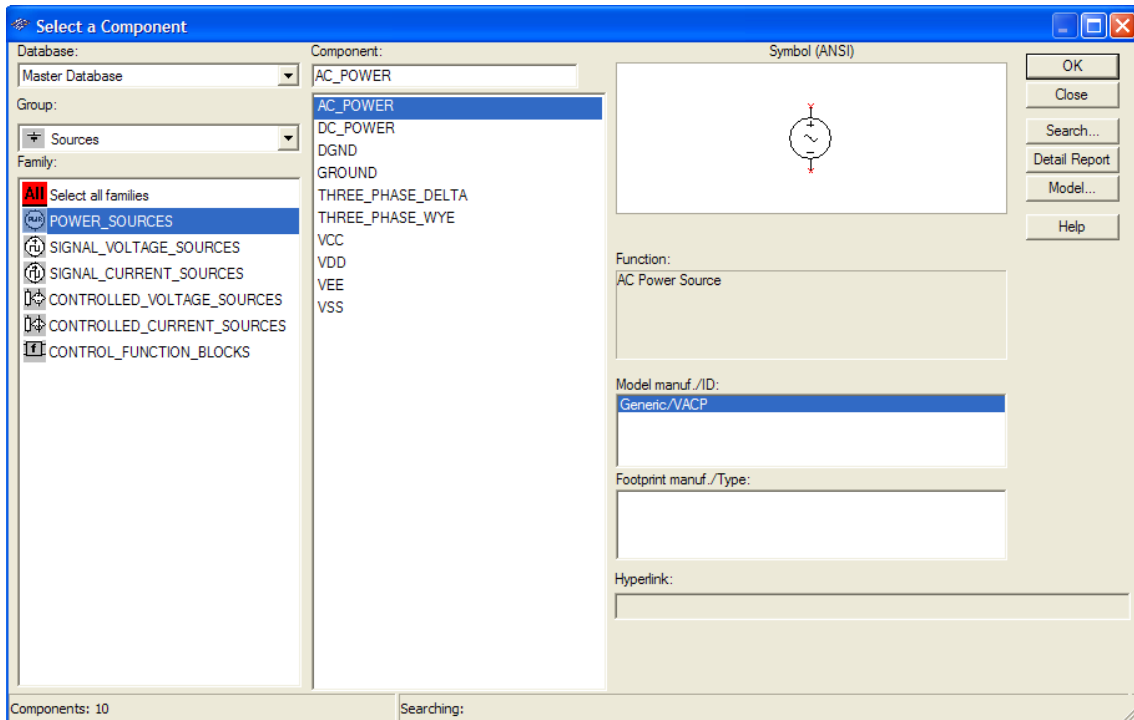 Select a Component
Database:
Master Database
Group:
Sources
Family:
All Select all families
PWR POWER_SOURCES
SIGNAL_VOLTAGE_SOURCES
SIGNAL_CURRENT_SOURCES
CONTROLLED_VOLTAGE_SOURCES
CONTROLLED_CURRENT_SOURCES
f CONTROL_FUNCTION_BLOCKS
Component:
AC_POWER
AC_POWER
DC_POWER
DGND
GROUND
THREE_PHASE_DELTA
THREE_PHASE_WYE
VCC
VDD
VEE
VSS
Symbol (ANSI)
Function:
AC Power Source
Model manuf./ID:
Generic/VACP
Footprint manuf./Type:
Hyperlink:
OK
Close
Search...
Detail Report
Model...
Help
Components: 10
Searching: